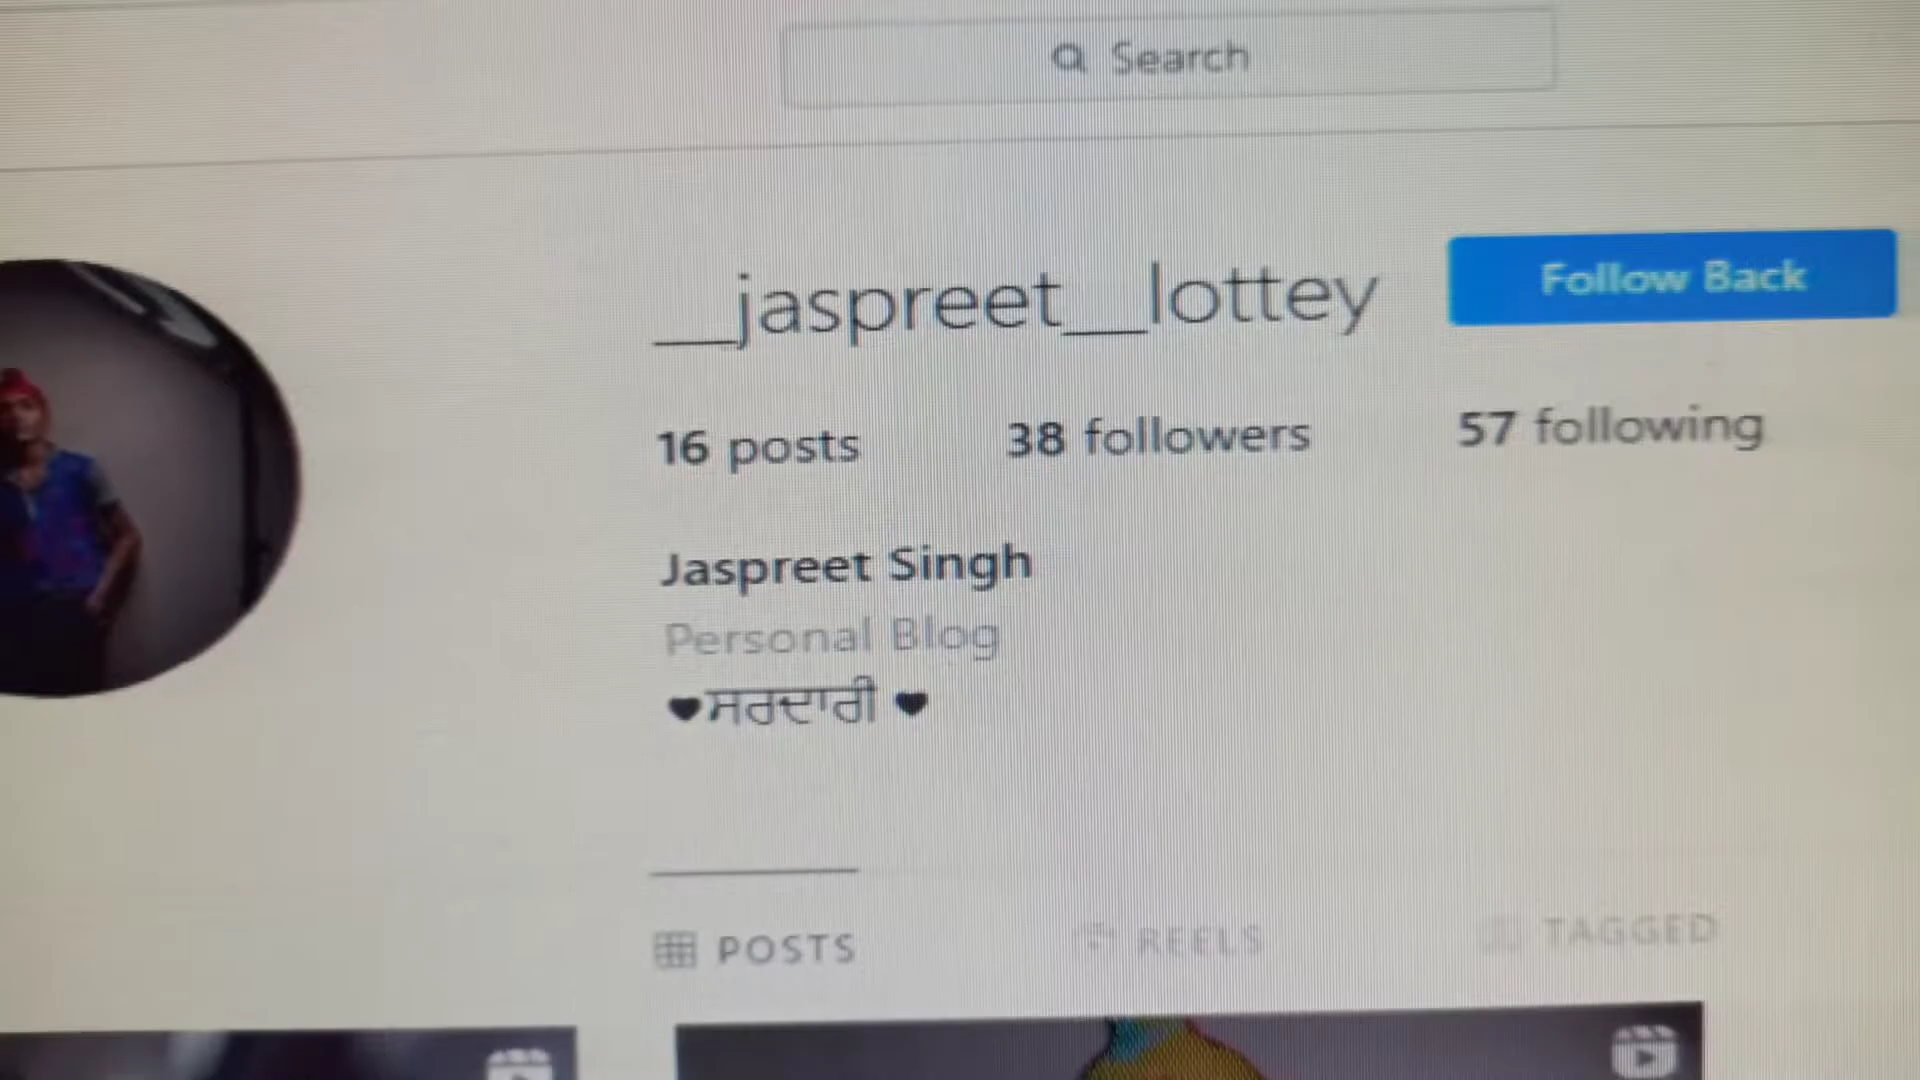 Search
__jaspreet__lottey
Follow Back
16 posts
38 followers
57 following
Jaspreet Singh
Personal Blog
♥ਸਰਦਾਰੀ ♥
POSTS
REELS
TAGGED